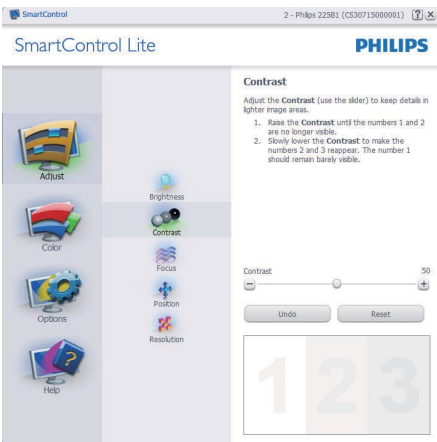 SmartControl
2 - Philips 225B1 (CS30715000001)
SmartControl Lite
PHILIPS
Adjust
Color
Options
Help
Brightness
Contrast
Focus
Position
Resolution
Contrast
Adjust the Contrast (use the slider) to keep details in
lighter image areas.
1. Raise the Contrast until the numbers 1 and 2
are no longer visible.
2. Slowly lower the Contrast to make the
numbers 2 and 3 reappear. The number 1
should remain barely visible.
Contrast 50
Undo Reset
1 2 3